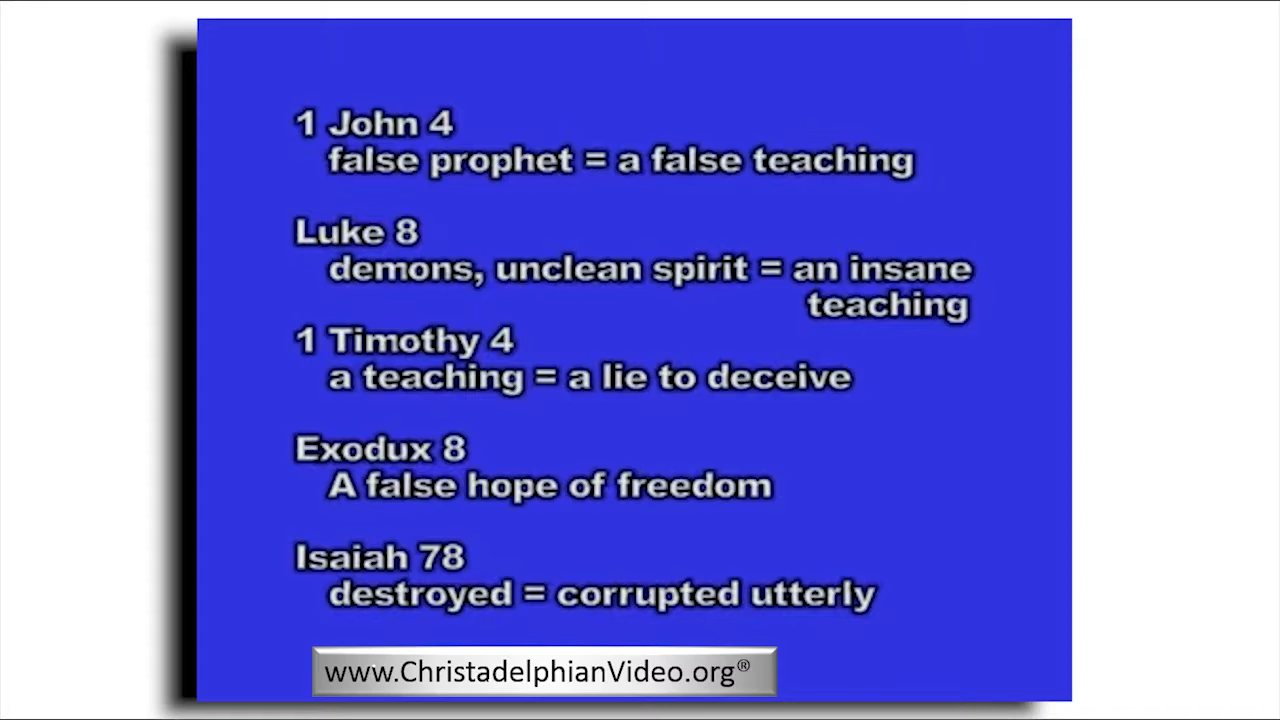 1 John 4
false prophet = a false teaching
Luke 8
demons, unclean spirit = an insane
teaching
1 Timothy 4
a teaching = a lie to deceive
Exodux 8
A false hope of freedom
Isaiah 78
destroyed = corrupted utterly
www.ChristadelphianVideo.org®